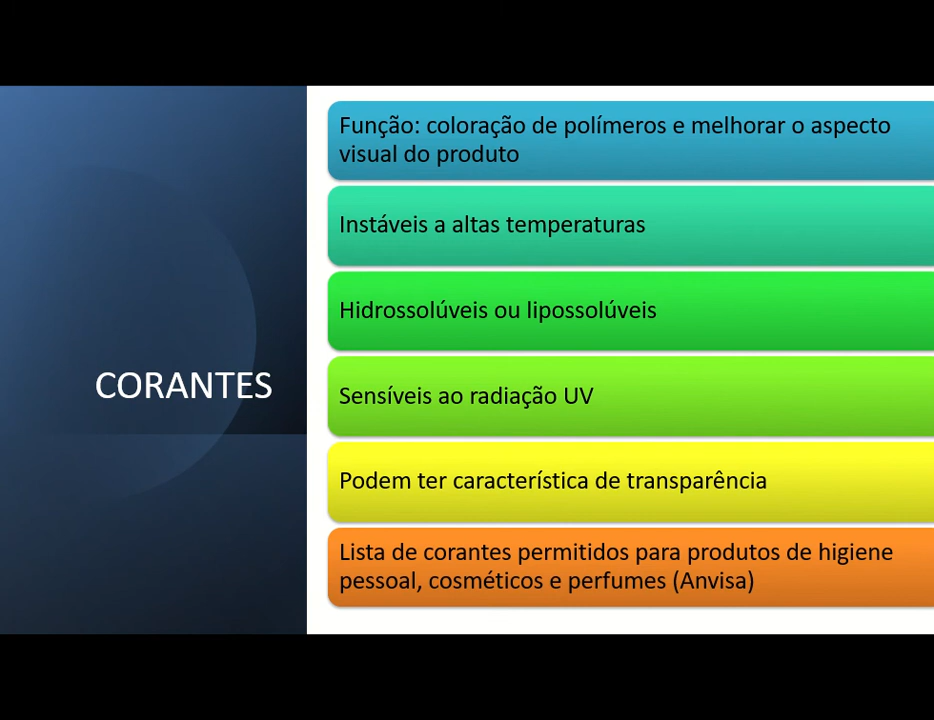 CORANTES
Função: coloração de polímeros e melhorar o aspecto
visual do produto
Instáveis a altas temperaturas
Hidrossolúveis ou lipossolúveis
Sensíveis ao radiação UV
Podem ter característica de transparência
Lista de corantes permitidos para produtos de higiene
pessoal, cosméticos e perfumes (Anvisa)